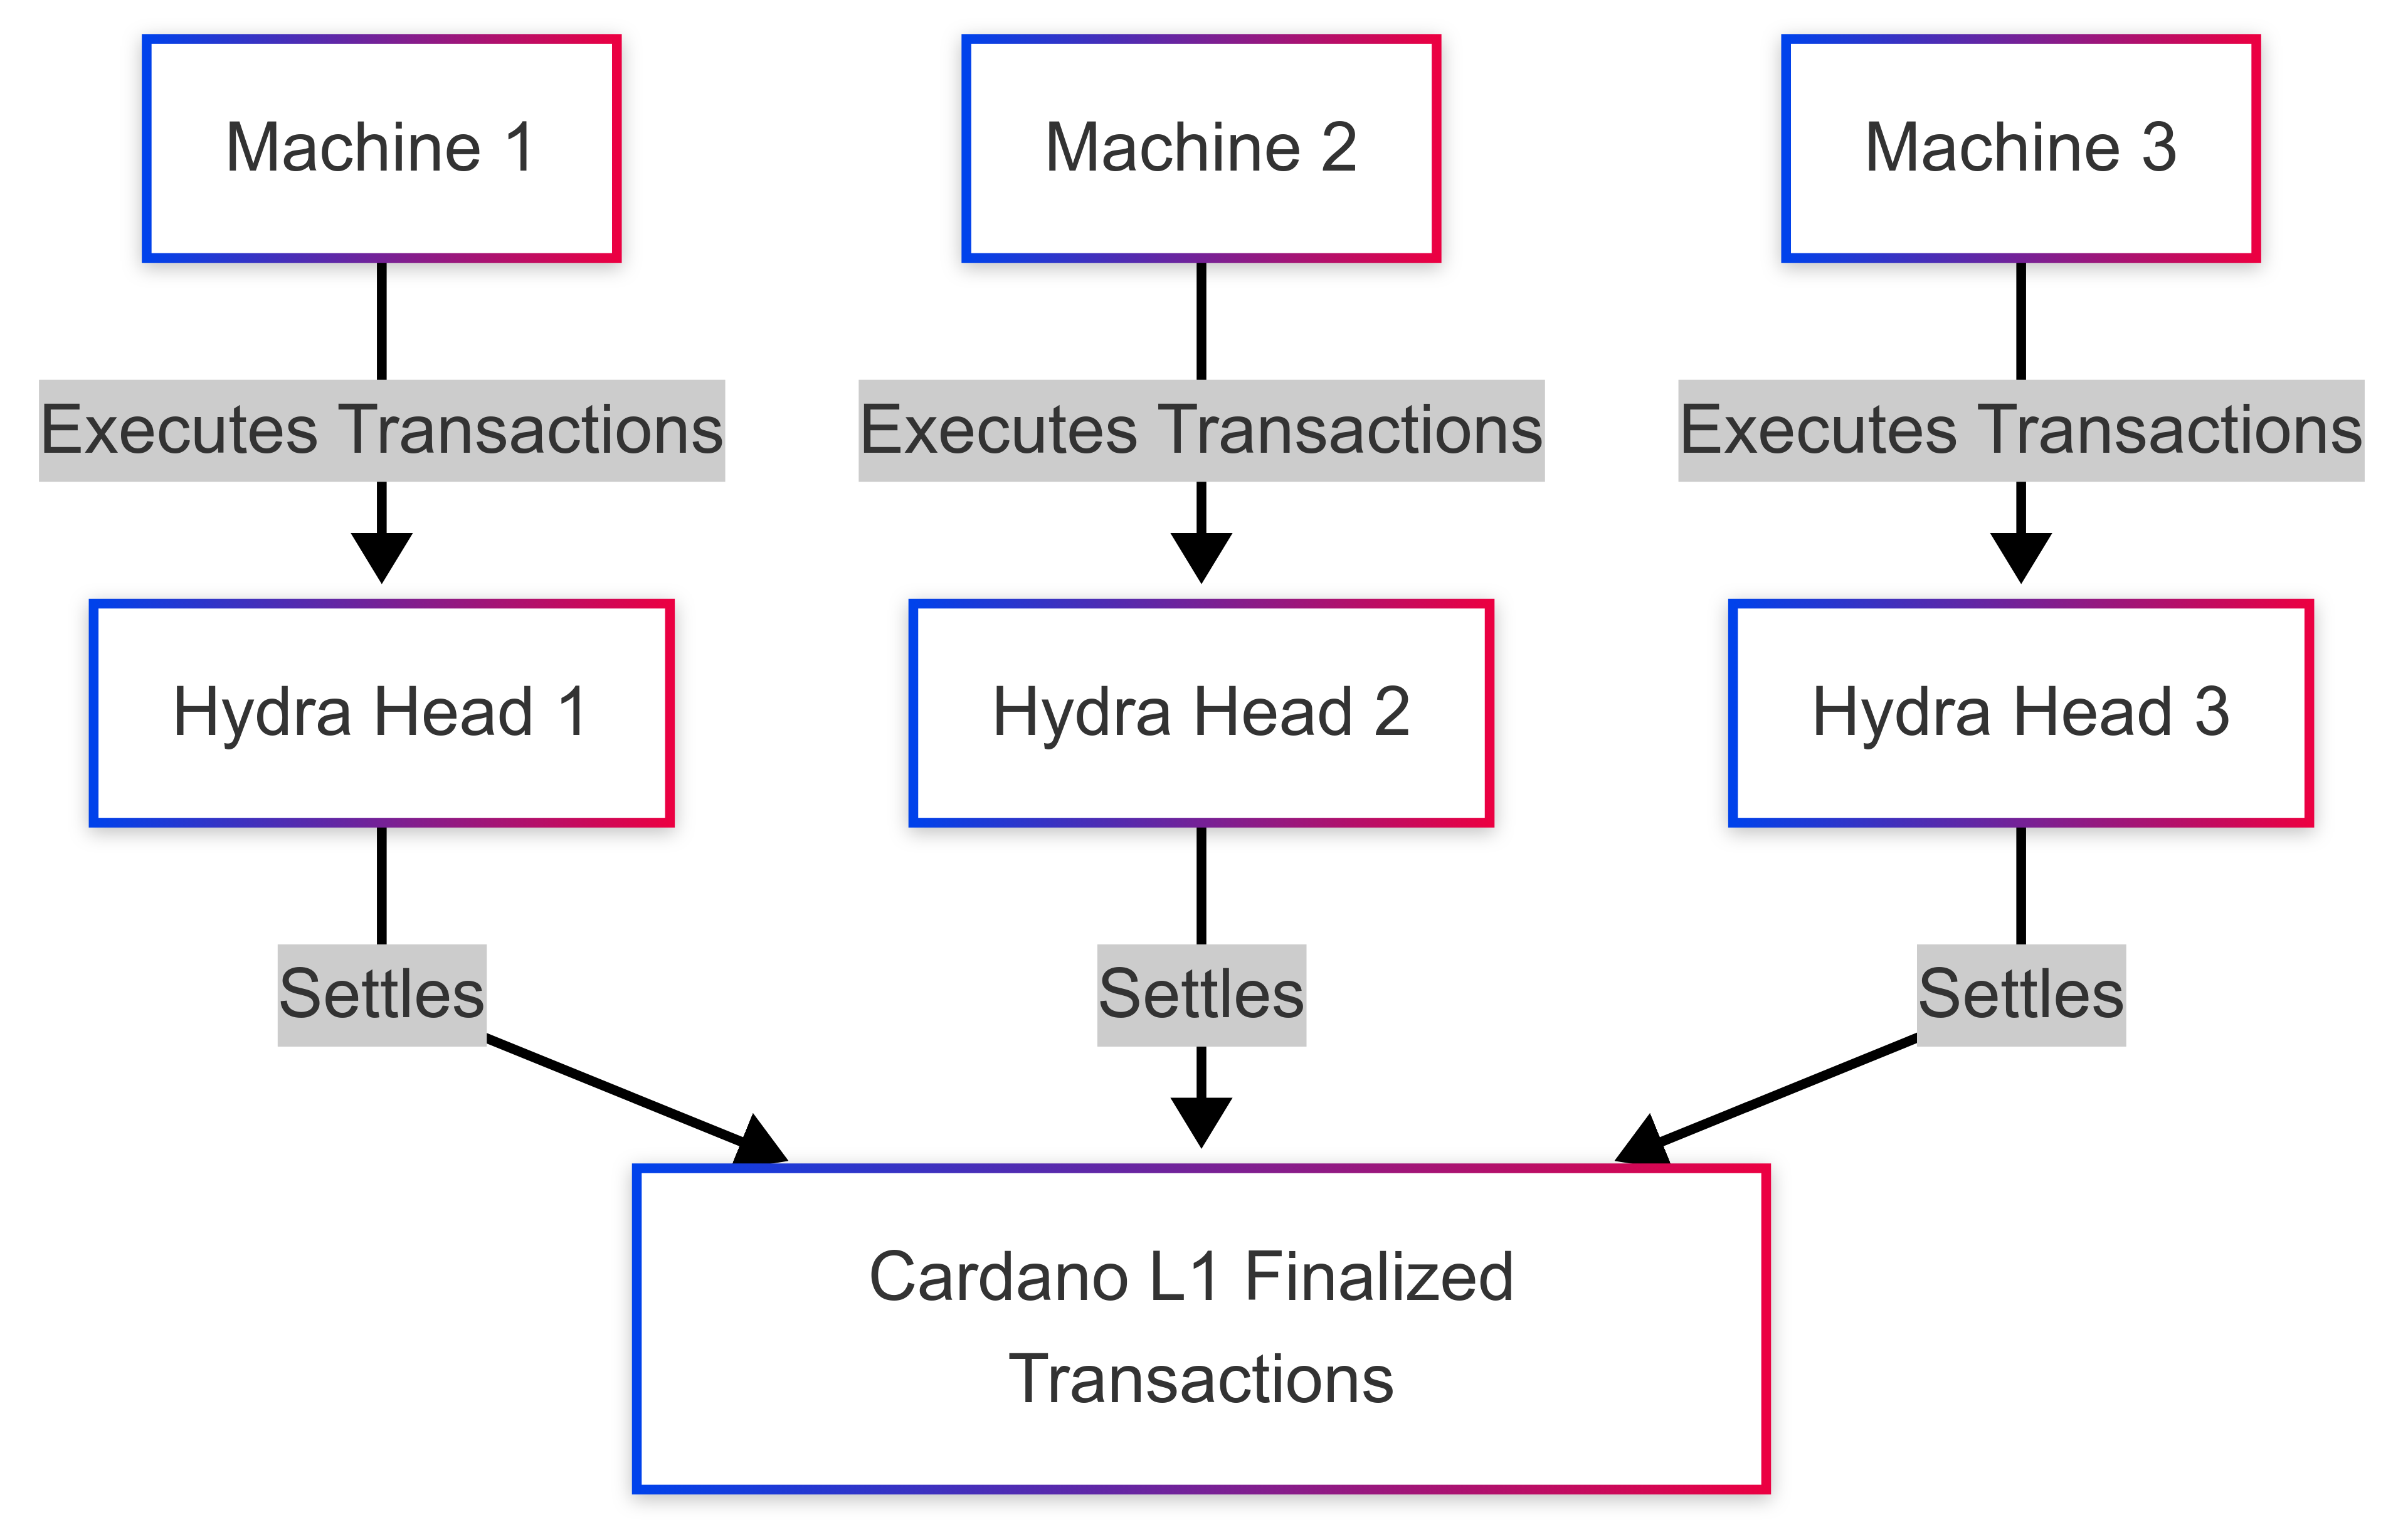 Machine 1
Machine 2
Machine 3
Executes Transactions
Executes Transactions
Executes Transactions
Hydra Head 1
Hydra Head 2
Hydra Head 3
Settles
Settles
Settles
Cardano L1 Finalized
Transactions